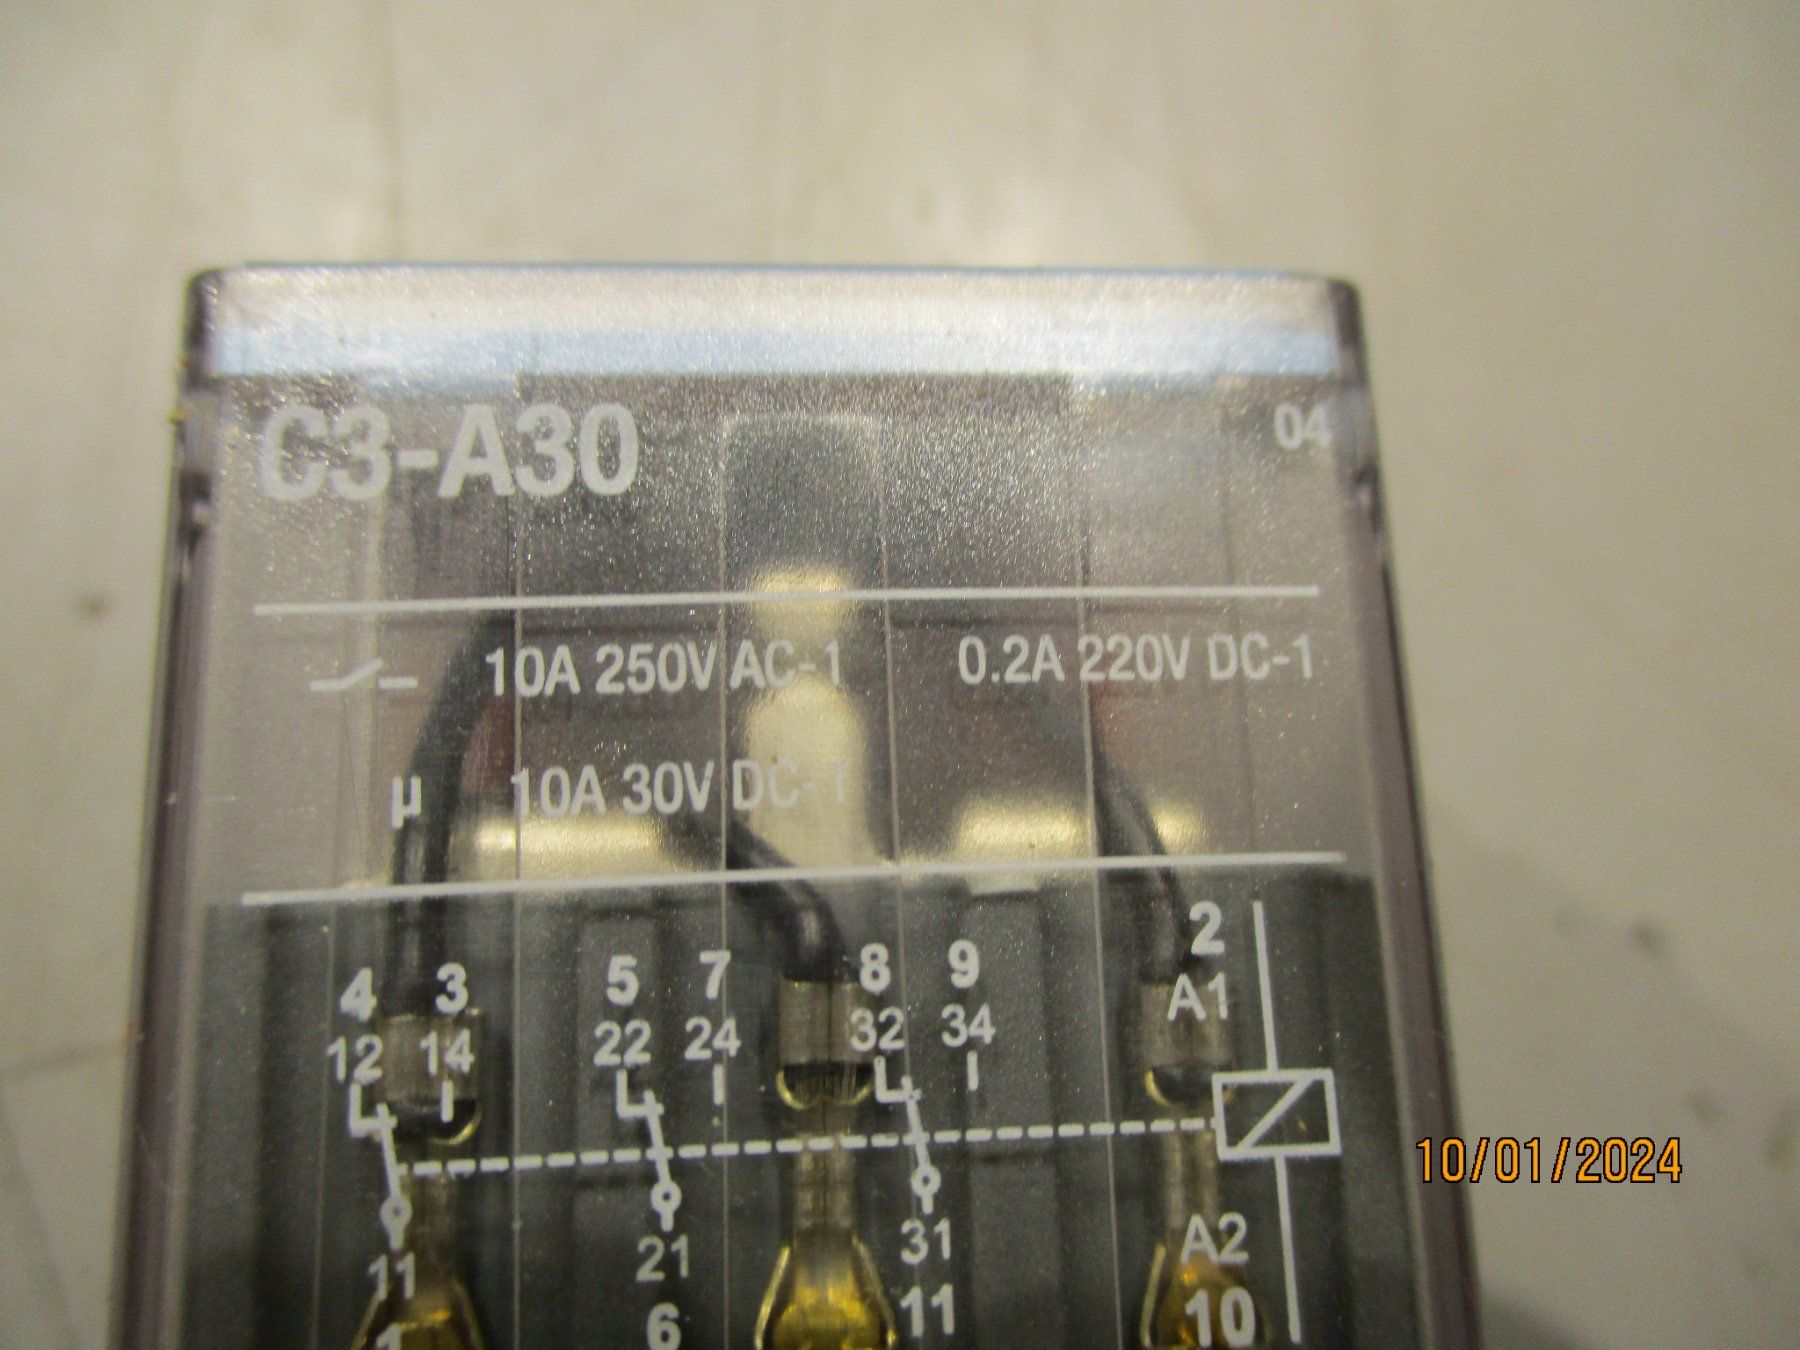 C3-A30
04
10A 250V AC-1 0.2A 220V DC-1
µ 10A 30V DC-1
4 3 5 7 8 9 2
12 14 22 24 32 34 A1
11 21 31 A2
1 6 11 10
10/01/2024